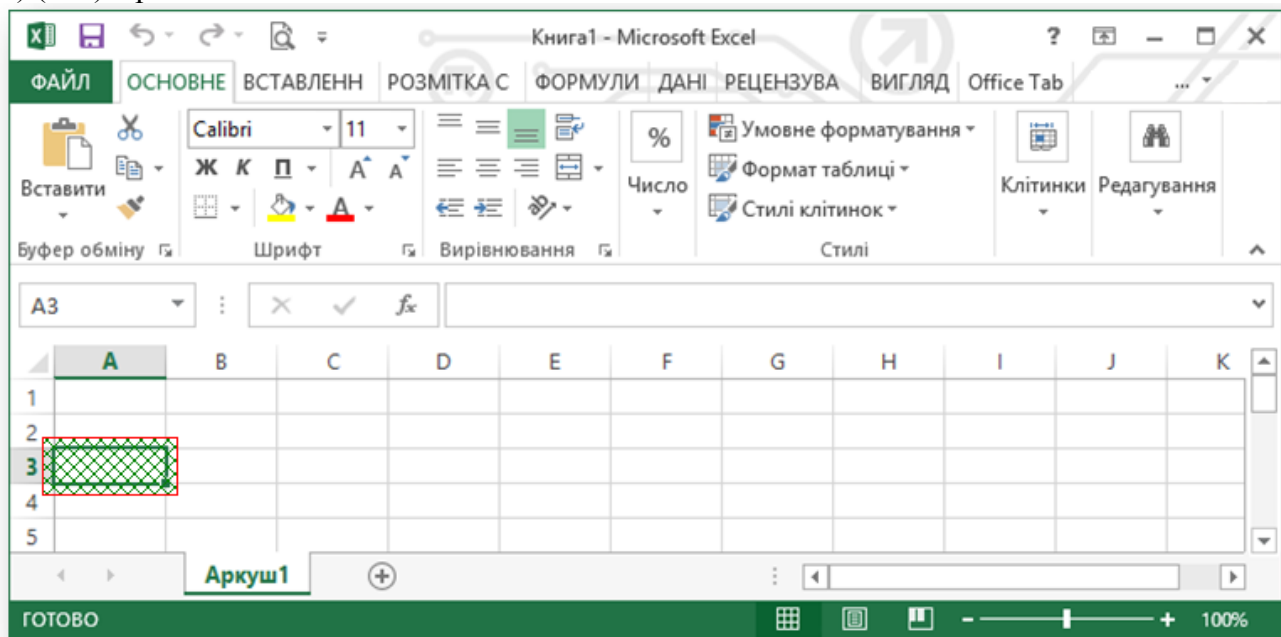 Книга1 - Microsoft Excel
ФАЙЛ ОСНОВНЕ ВСТАВЛЕНН РОЗМІТКА С ФОРМУЛИ ДАНІ РЕЦЕНЗУВА ВИГЛЯД Office Tab ...
Calibri 11 % Умовне форматування
Вставити Ж К П А А Число Формат таблиці Клітинки Редагування
А Стилі клітинок
Буфер обміну Шрифт Вирівнювання Стилі
A3 fx
A B C D E F G H I J K
1
2
3
4
5
Аркуш1
ГОТОВО 100%